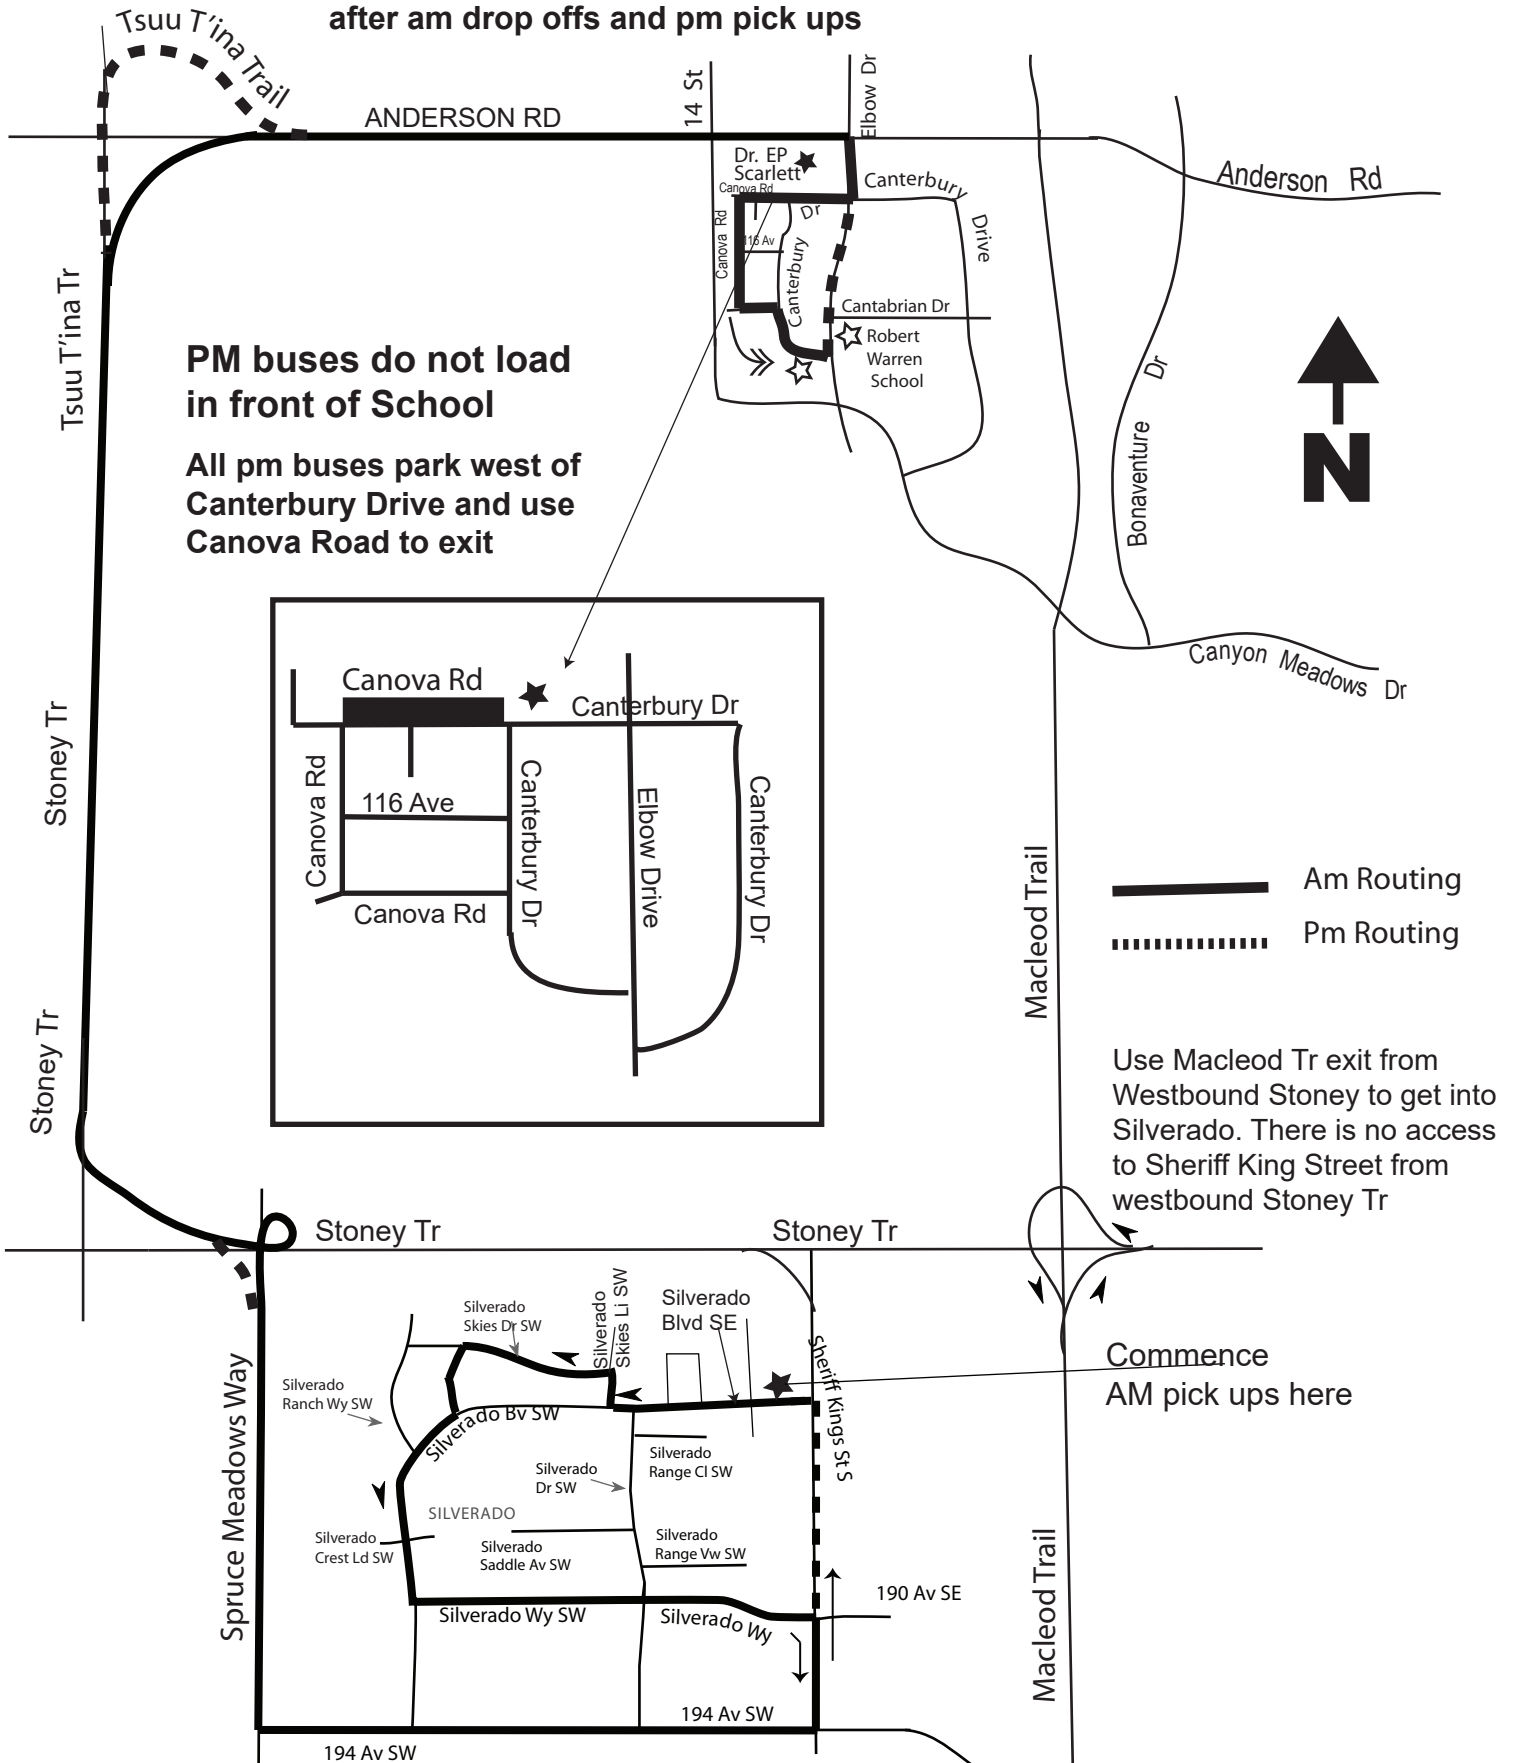 after am drop offs and pm pick ups
Tsuu T'ina Trail
ANDERSON RD
14 St
Elbow Dr
Dr. EP
Scarlett
Canova Rd
Canterbury
Drive
Anderson Rd
Canova Rd
116 Av
Canterbury
Dr
Cantabrian Dr
Robert
Warren
School
Tsuu T'ina Tr
PM buses do not load
in front of School
All pm buses park west of
Canterbury Drive and use
Canova Road to exit
Bonaventure Dr
N
Canyon Meadows Dr
Canova Rd
Canterbury Dr
Canova Rd
116 Ave
Canterbury Dr
Elbow Drive
Canterbury Dr
Canova Rd
Stoney Tr
Stoney Tr
Macleod Trail
Am Routing
Pm Routing
Use Macleod Tr exit from
Westbound Stoney to get into
Silverado. There is no access
to Sheriff King Street from
westbound Stoney Tr
Stoney Tr
Stoney Tr
Silverado
Skies Dr SW
Silverado
Skies Li SW
Silverado
Blvd SE
Sheriff Kings St S
Commence
AM pick ups here
Silverado
Ranch Wy SW
Silverado Bv SW
Silverado
Range Cl SW
Silverado
Dr SW
SILVERADO
Silverado
Crest Ld SW
Silverado
Saddle Av SW
Silverado
Range Vw SW
Spruce Meadows Way
Macleod Trail
190 Av SE
Silverado Wy SW
Silverado Wy
194 Av SW
194 Av SW